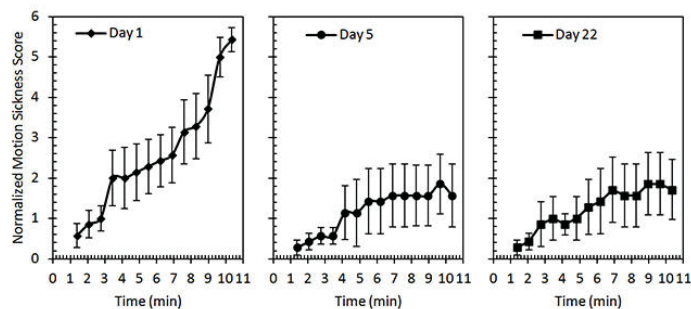 Normalized Motion Sickness Score
6
5
4
3
2
1
0
Day 1
0 1 2 3 4 5 6 7 8 9 10 11
Time (min)
Day 5
0 1 2 3 4 5 6 7 8 9 10 11
Time (min)
Day 22
0 1 2 3 4 5 6 7 8 9 10 11
Time (min)